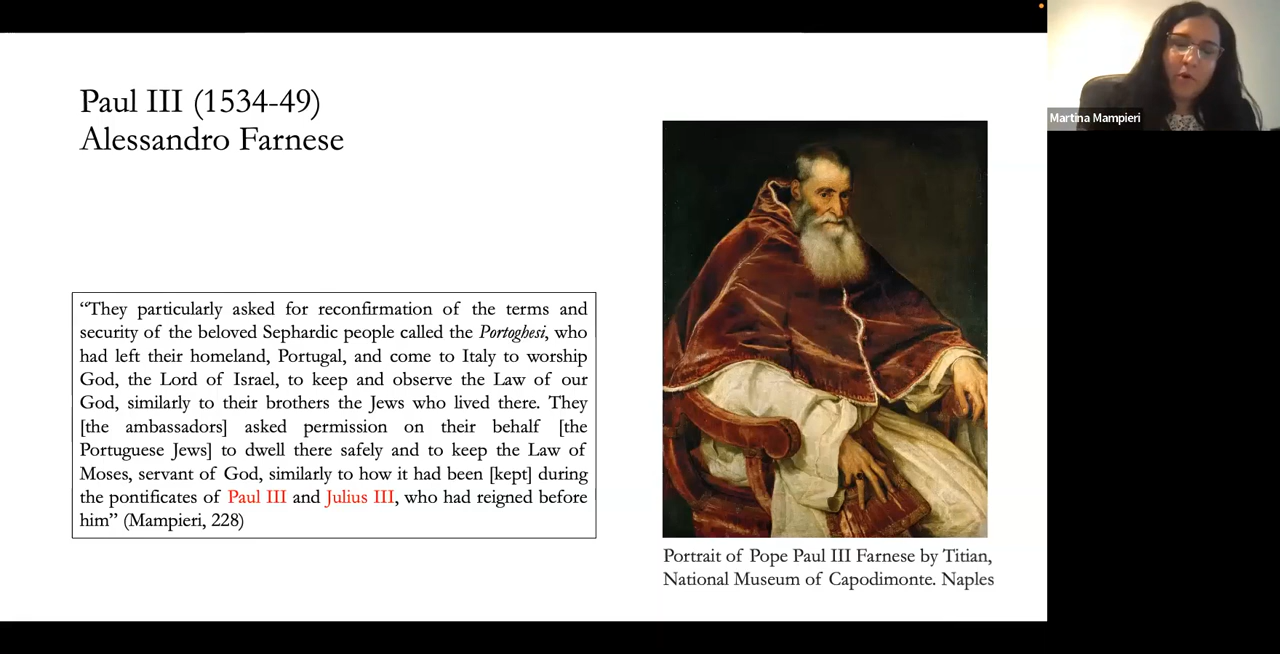 Paul III (1534-49)
Alessandro Farnese
“They particularly asked for reconfirmation of the terms and
security of the beloved Sephardic people called the Portoghesi, who
had left their homeland, Portugal, and come to Italy to worship
God, the Lord of Israel, to keep and observe the Law of our
God, similarly to their brothers the Jews who lived there. They
[the ambassadors] asked permission on their behalf [the
Portuguese Jews] to dwell there safely and to keep the Law of
Moses, servant of God, similarly to how it had been [kept] during
the pontificates of Paul III and Julius III, who had reigned before
him” (Mampieri, 228)
Portrait of Pope Paul III Farnese by Titian,
National Museum of Capodimonte. Naples
Martina Mampieri